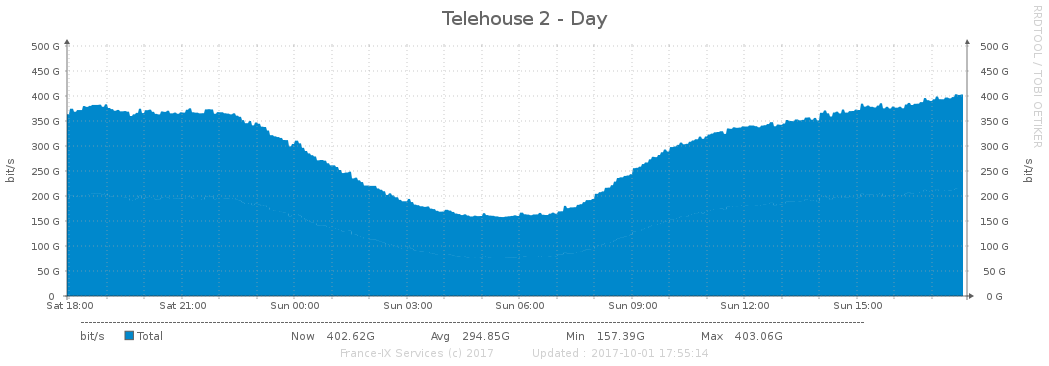 Telehouse 2 - Day
RRDTOOL / TOBI OETIKER
500 G 500 G
450 G 450 G
400 G 400 G
350 G 350 G
300 G 300 G
250 G 250 G
200 G 200 G
150 G 150 G
100 G 100 G
50 G 50 G
0 0 G
bit/s bit/s
Sat 18:00 Sat 21:00 Sun 00:00 Sun 03:00 Sun 06:00 Sun 09:00 Sun 12:00 Sun 15:00
bit/s Total Now 402.62G Avg 294.85G Min 157.39G Max 403.06G
France-IX Services (c) 2017 Updated : 2017-10-01 17:55:14